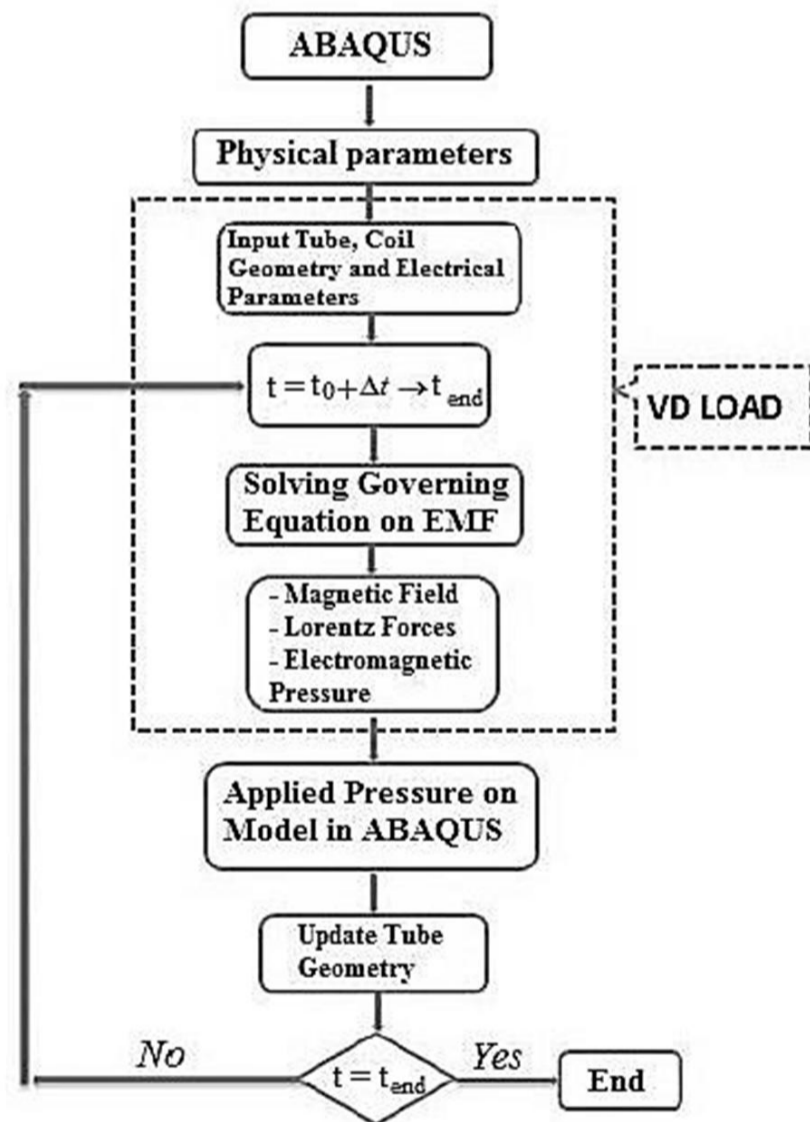 ABAQUS
Physical parameters
Input Tube, Coil
Geometry and Electrical
Parameters
t = t0+Δt → t end
VD LOAD
Solving Governing
Equation on EMF
- Magnetic Field
- Lorentz Forces
- Electromagnetic
Pressure
Applied Pressure on
Model in ABAQUS
Update Tube
Geometry
No
t = tend
Yes
End